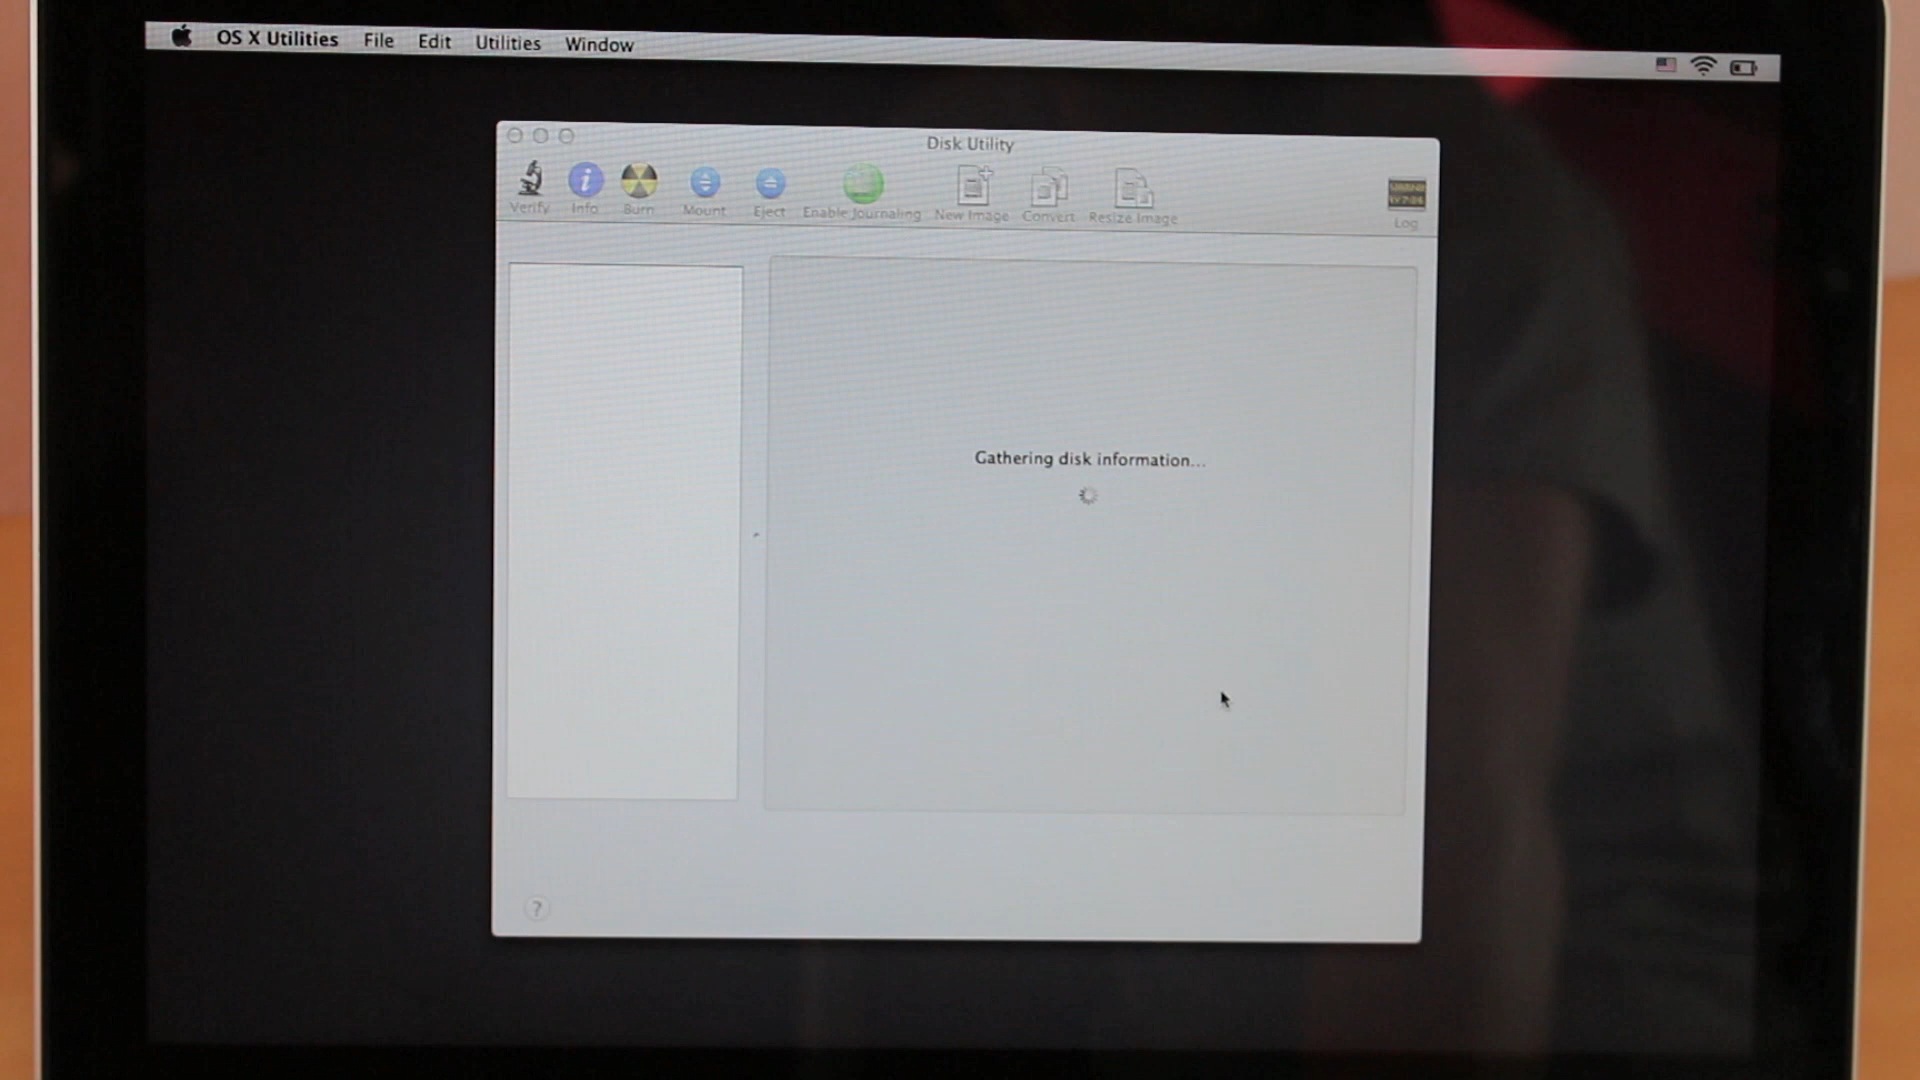 OS X Utilities File Edit Utilities Window
Disk Utility
Verify Info Burn Mount Eject Enable Journaling New Image Convert Resize Image Log
Gathering disk information...
?